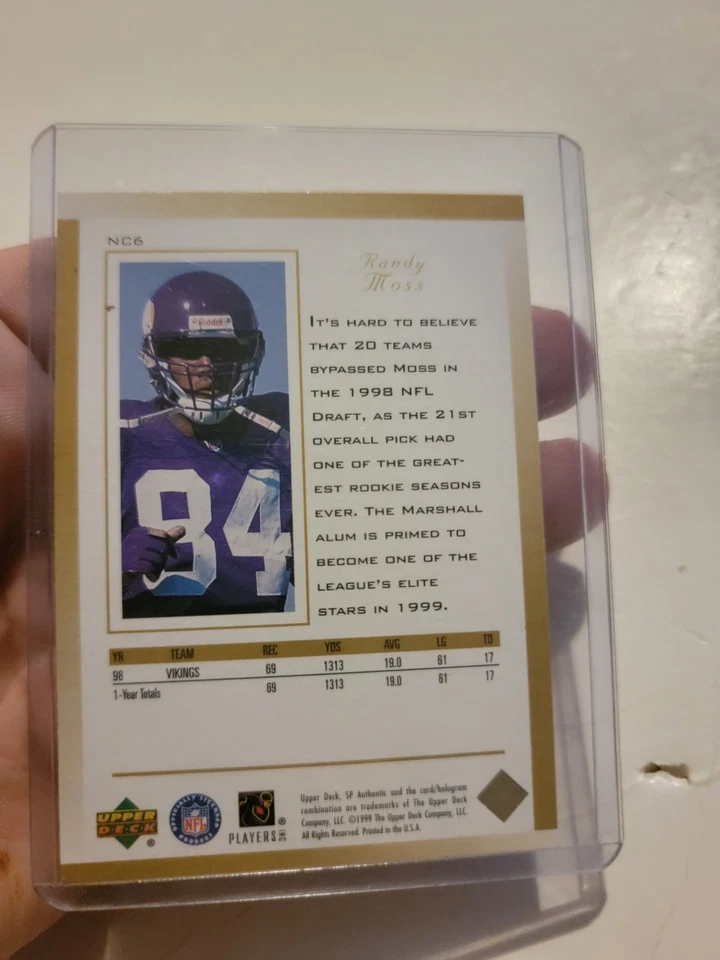 NC6
Randy
Moss
Riddell
84
IT'S HARD TO BELIEVE
THAT 20 TEAMS
BYPASSED MOSS IN
THE 1998 NFL
DRAFT, AS THE 21ST
OVERALL PICK HAD
ONE OF THE GREAT-
EST ROOKIE SEASONS
EVER. THE MARSHALL
ALUM IS PRIMED TO
BECOME ONE OF THE
LEAGUE'S ELITE
STARS IN 1999.
YR TEAM REC YDS AVG LG TD
98 VIKINGS 69 1313 19.0 61 17
1-Year Totals 69 1313 19.0 61 17
UPPER
DECK
®
OFFICIALLY LICENSED
NFL
PRODUCT
PLAYERS INC ®
Upper Deck, SP Authentic and the card/hologram
combination are trademarks of The Upper Deck
Company, LLC. ©1999 The Upper Deck Company, LLC.
All Rights Reserved. Printed in the U.S.A.